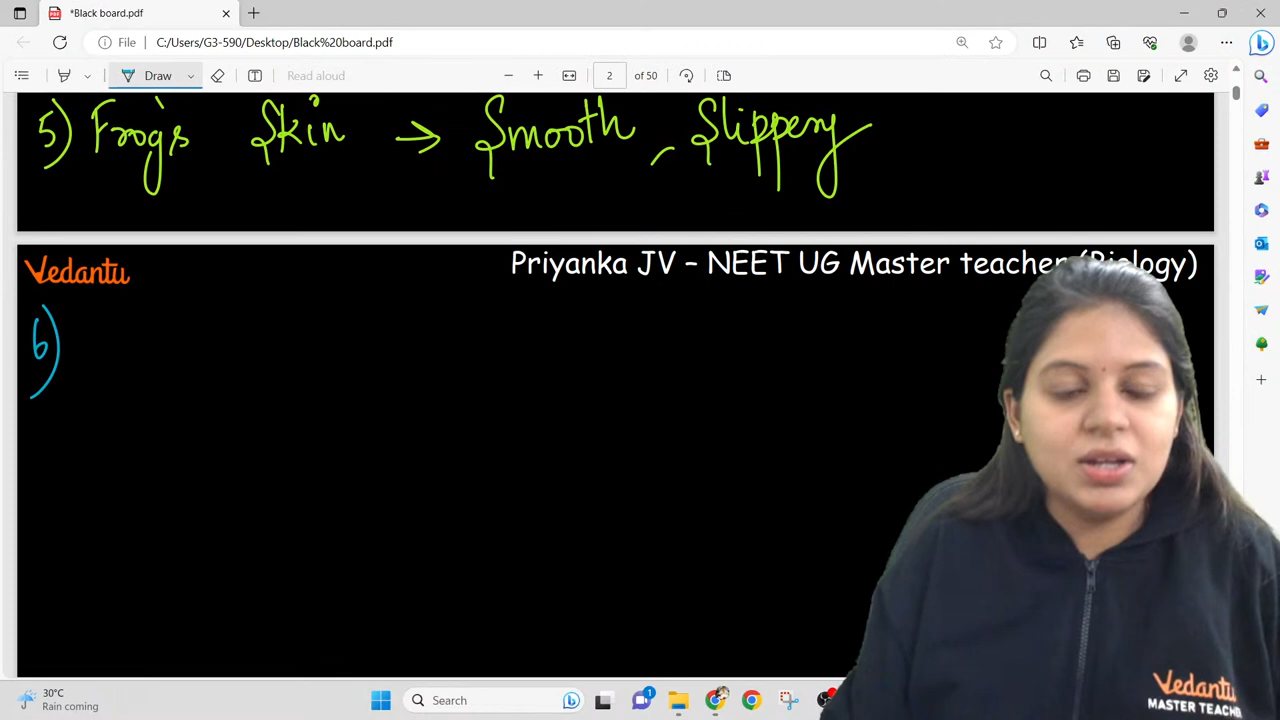 *Black board.pdf
File C:/Users/G3-590/Desktop/Black%20board.pdf
Draw Read aloud 2 of 50
5) Frog's Skin → Smooth, Slippery
Vedantu Priyanka JV – NEET UG Master teacher (Biology)
6)
Vedantu
MASTER TEACHER
30°C
Rain coming
Search
1